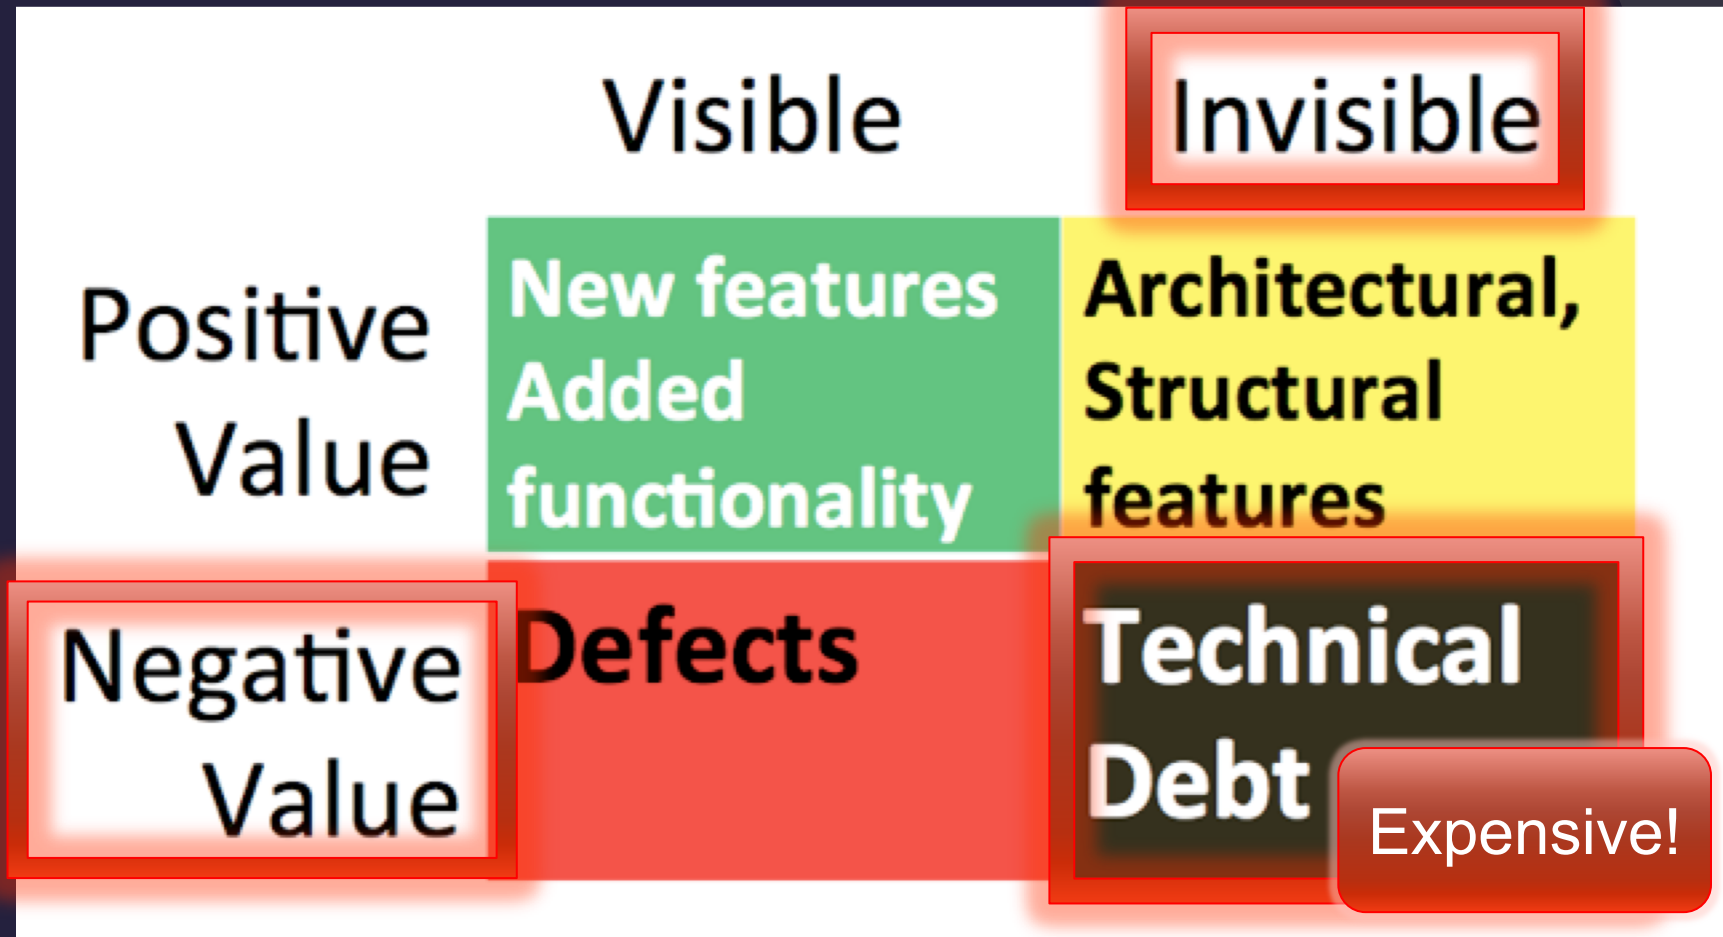 Visible
Invisible
Positive
Value
New features
Added
functionality
Architectural,
Structural
features
Negative
Value
Defects
Technical
Debt
Expensive!